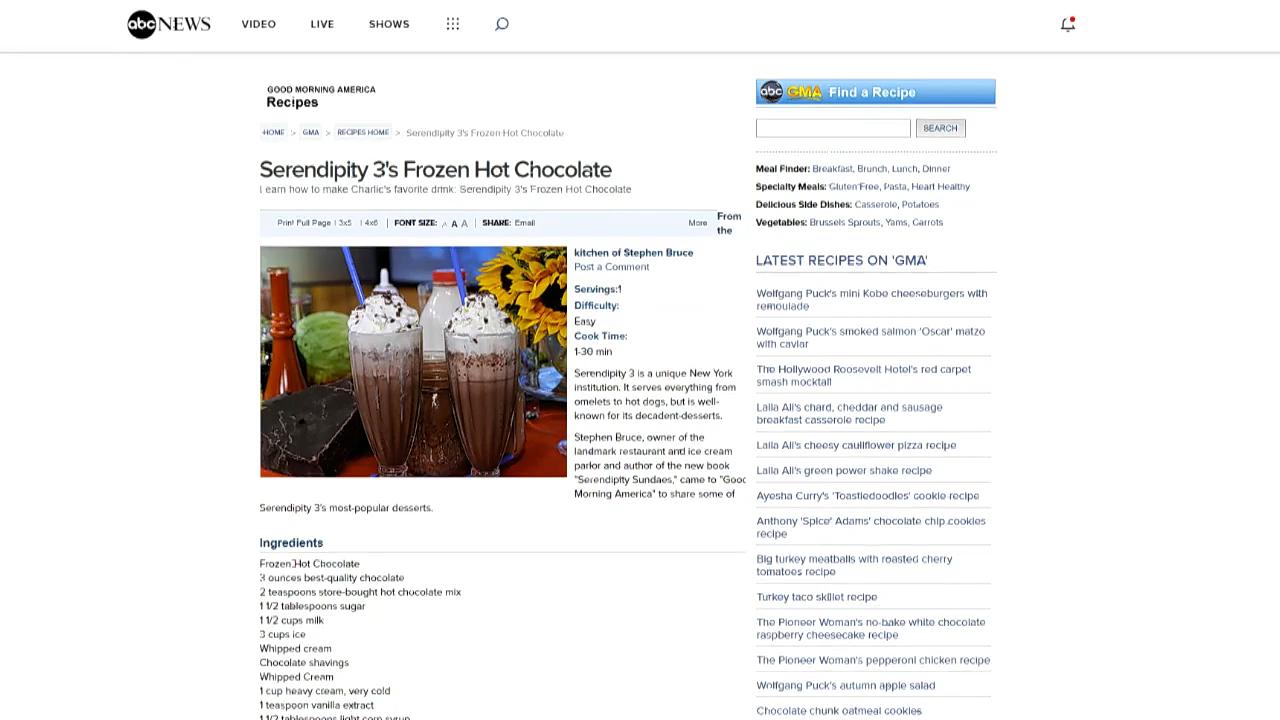 abc NEWS VIDEO LIVE SHOWS
GOOD MORNING AMERICA
Recipes
HOME > GMA > RECIPES HOME > Serendipity 3's Frozen Hot Chocolate
Serendipity 3's Frozen Hot Chocolate
Learn how to make Charlie's favorite drink: Serendipity 3's Frozen Hot Chocolate
Print Full Page | 3x5 | 4x6 | FONT SIZE: A A A | SHARE: Email More
From
the
kitchen of Stephen Bruce
Post a Comment
Servings:1
Difficulty:
Easy
Cook Time:
1-30 min
Serendipity 3 is a unique New York
institution. It serves everything from
omelets to hot dogs, but is well-
known for its decadent-desserts.
Stephen Bruce, owner of the
landmark restaurant and ice cream
parlor and author of the new book
"Serendipity Sundaes," came to "Good
Morning America" to share some of
Serendipity 3's most-popular desserts.
Ingredients
Frozen Hot Chocolate
3 ounces best-quality chocolate
2 teaspoons store-bought hot chocolate mix
1 1/2 tablespoons sugar
1 1/2 cups milk
3 cups ice
Whipped cream
Chocolate shavings
Whipped Cream
1 cup heavy cream, very cold
1 teaspoon vanilla extract
1 1/2 tablespoons light corn syrup
abc GMA Find a Recipe
SEARCH
Meal Finder: Breakfast, Brunch, Lunch, Dinner
Specialty Meals: Gluten Free, Pasta, Heart Healthy
Delicious Side Dishes: Casserole, Potatoes
Vegetables: Brussels Sprouts, Yams, Carrots
LATEST RECIPES ON 'GMA'
Wolfgang Puck's mini Kobe cheeseburgers with
remoulade
Wolfgang Puck's smoked salmon 'Oscar' matzo
with caviar
The Hollywood Roosevelt Hotel's red carpet
smash mocktail
Laila Ali's chard, cheddar and sausage
breakfast casserole recipe
Laila Ali's cheesy cauliflower pizza recipe
Laila Ali's green power shake recipe
Ayesha Curry's 'Toastiedoodles' cookie recipe
Anthony 'Spice' Adams' chocolate chip cookies
recipe
Big turkey meatballs with roasted cherry
tomatoes recipe
Turkey taco skillet recipe
The Pioneer Woman's no-bake white chocolate
raspberry cheesecake recipe
The Pioneer Woman's pepperoni chicken recipe
Wolfgang Puck's autumn apple salad
Chocolate chunk oatmeal cookies